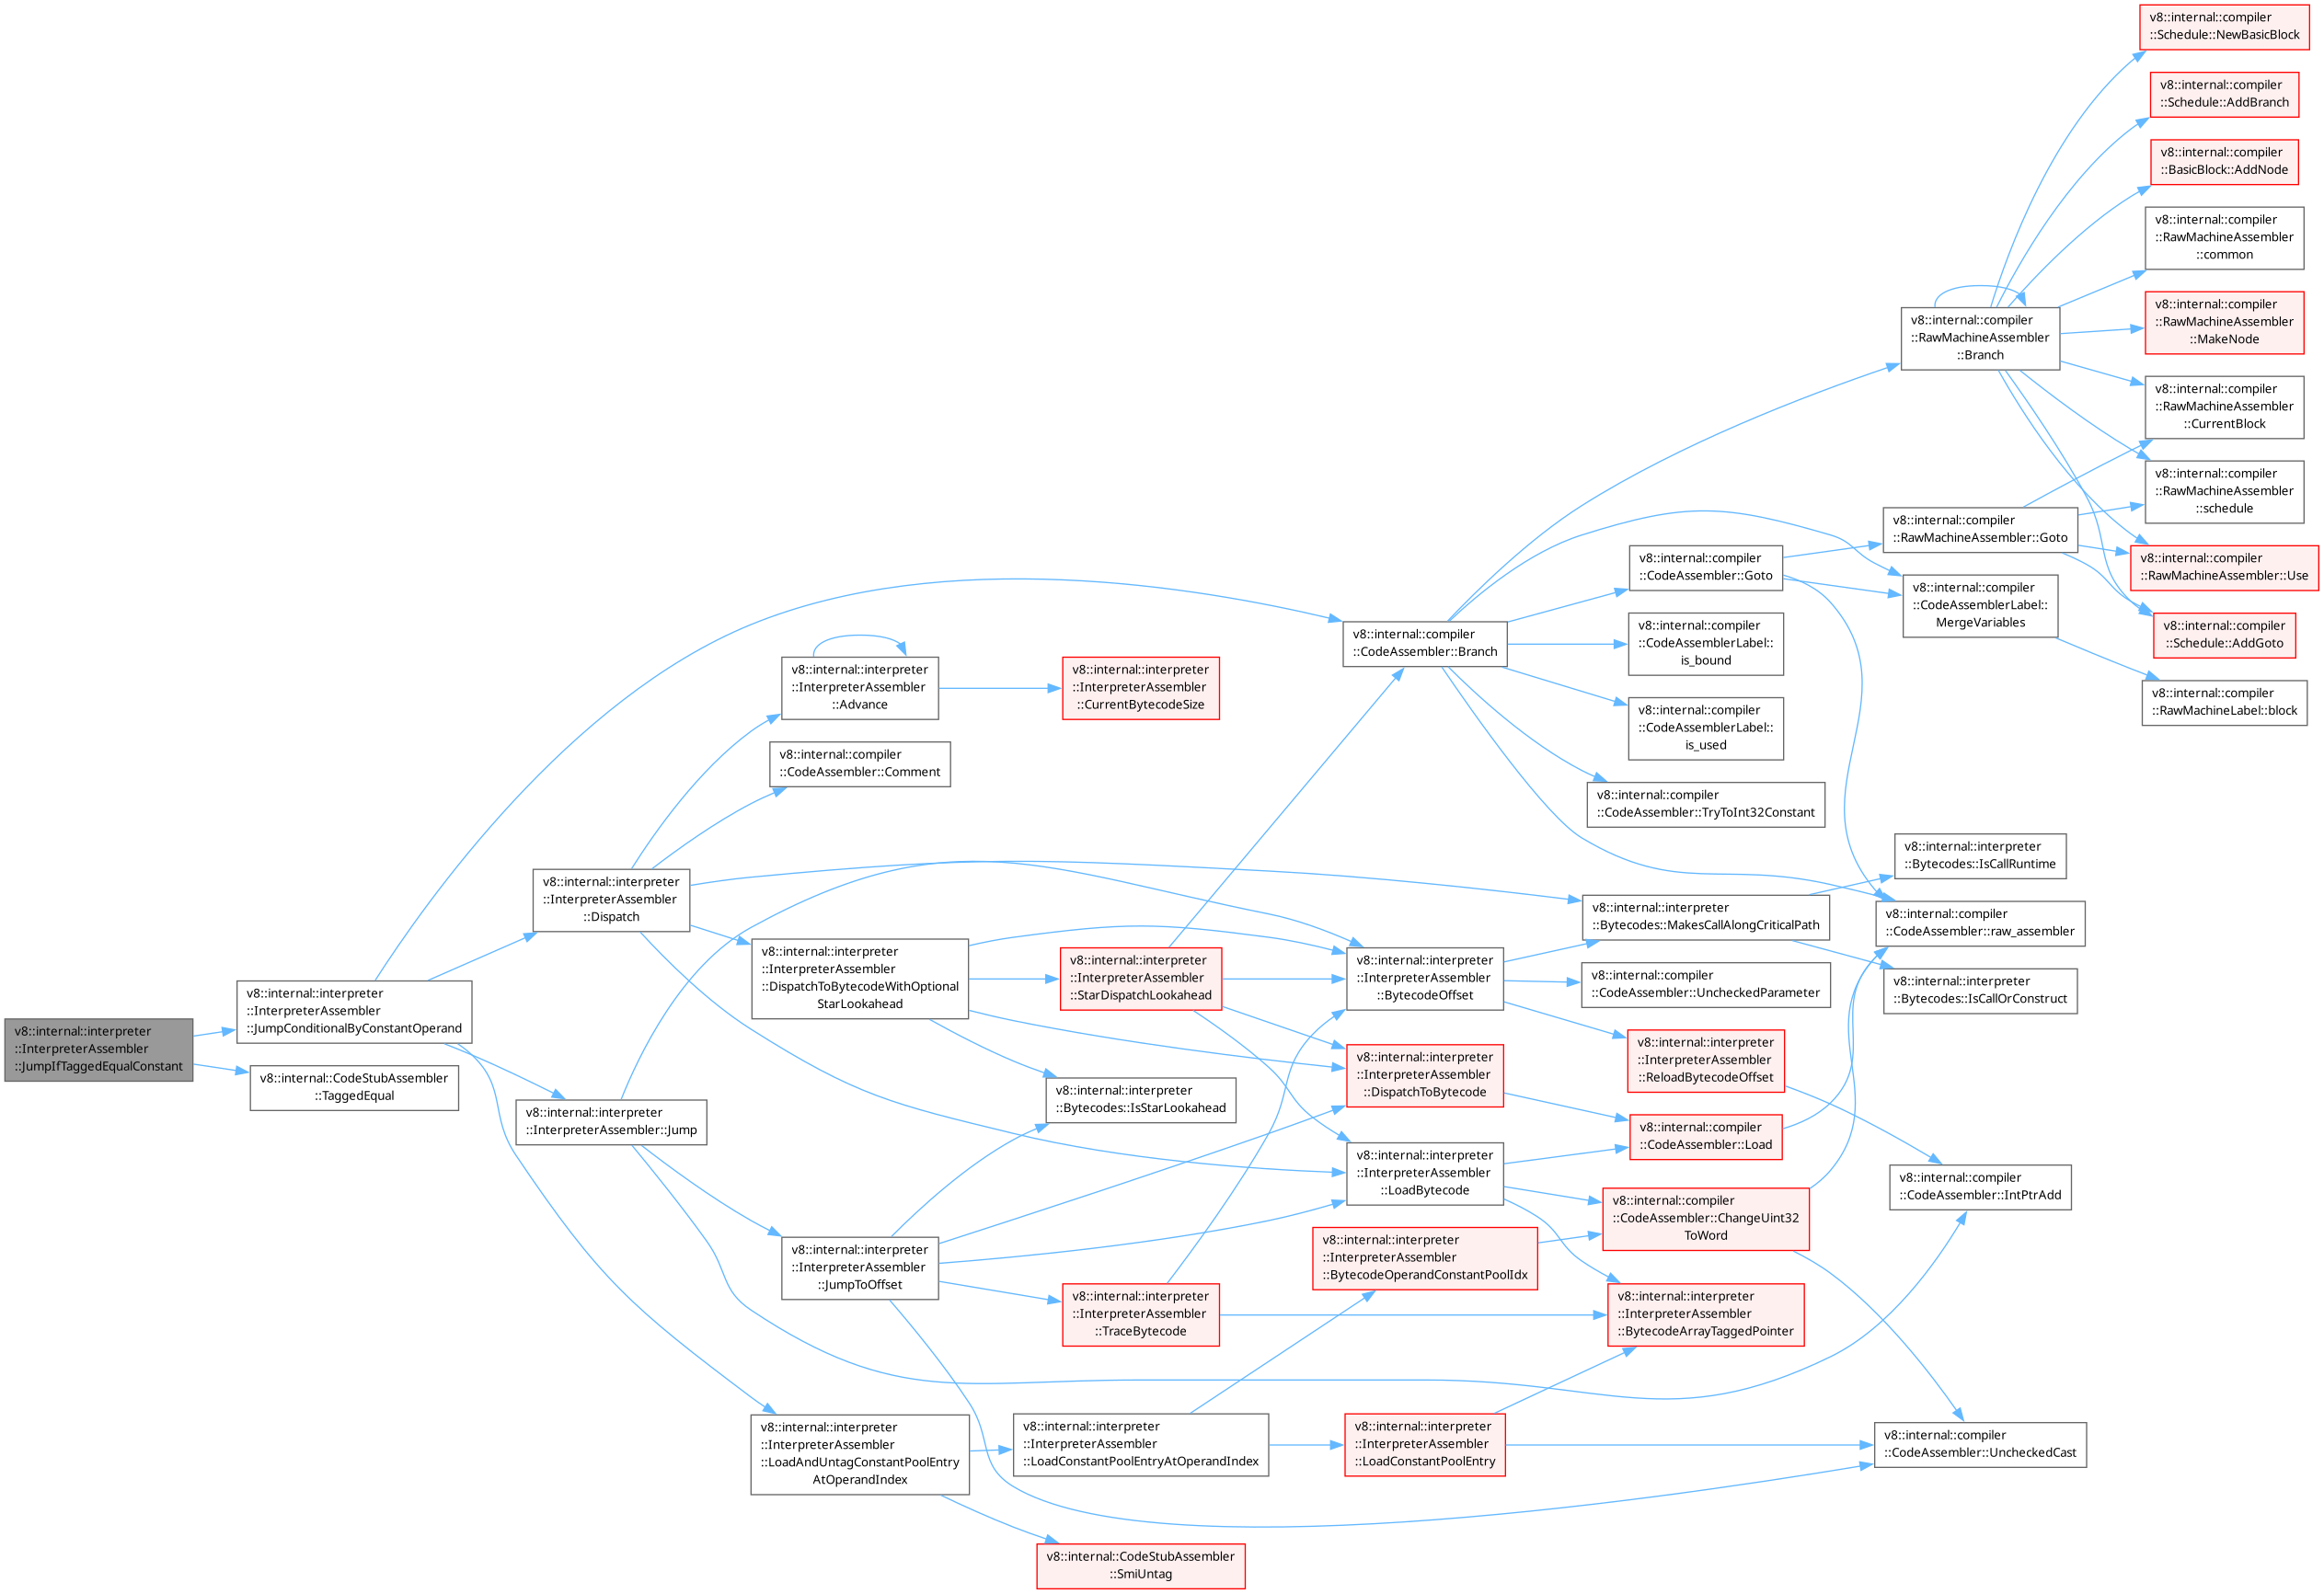 v8::internal::interpreter
::InterpreterAssembler
::JumpIfTaggedEqualConstant
v8::internal::interpreter
::InterpreterAssembler
::JumpConditionalByConstantOperand
v8::internal::CodeStubAssembler
::TaggedEqual
v8::internal::interpreter
::InterpreterAssembler
::Dispatch
v8::internal::interpreter
::InterpreterAssembler::Jump
v8::internal::interpreter
::InterpreterAssembler
::Advance
v8::internal::compiler
::CodeAssembler::Comment
v8::internal::interpreter
::InterpreterAssembler
::DispatchToBytecodeWithOptional
StarLookahead
v8::internal::interpreter
::InterpreterAssembler
::JumpToOffset
v8::internal::interpreter
::InterpreterAssembler
::LoadAndUntagConstantPoolEntry
AtOperandIndex
v8::internal::interpreter
::InterpreterAssembler
::CurrentBytecodeSize
v8::internal::interpreter
::InterpreterAssembler
::StarDispatchLookahead
v8::internal::interpreter
::Bytecodes::IsStarLookahead
v8::internal::interpreter
::InterpreterAssembler
::TraceBytecode
v8::internal::interpreter
::InterpreterAssembler
::LoadConstantPoolEntryAtOperandIndex
v8::internal::CodeStubAssembler
::SmiUntag
v8::internal::compiler
::CodeAssembler::Branch
v8::internal::interpreter
::InterpreterAssembler
::BytecodeOffset
v8::internal::interpreter
::InterpreterAssembler
::DispatchToBytecode
v8::internal::interpreter
::InterpreterAssembler
::LoadBytecode
v8::internal::interpreter
::InterpreterAssembler
::BytecodeOperandConstantPoolIdx
v8::internal::interpreter
::InterpreterAssembler
::LoadConstantPoolEntry
v8::internal::compiler
::CodeAssembler::Goto
v8::internal::compiler
::CodeAssemblerLabel::
is_bound
v8::internal::compiler
::CodeAssemblerLabel::
is_used
v8::internal::compiler
::CodeAssembler::TryToInt32Constant
v8::internal::interpreter
::Bytecodes::MakesCallAlongCriticalPath
v8::internal::compiler
::CodeAssembler::UncheckedParameter
v8::internal::interpreter
::InterpreterAssembler
::ReloadBytecodeOffset
v8::internal::compiler
::CodeAssembler::Load
v8::internal::compiler
::CodeAssembler::ChangeUint32
ToWord
v8::internal::interpreter
::InterpreterAssembler
::BytecodeArrayTaggedPointer
v8::internal::compiler
::RawMachineAssembler
::Branch
v8::internal::compiler
::RawMachineAssembler::Goto
v8::internal::compiler
::CodeAssemblerLabel::
MergeVariables
v8::internal::interpreter
::Bytecodes::IsCallRuntime
v8::internal::compiler
::CodeAssembler::raw_assembler
v8::internal::interpreter
::Bytecodes::IsCallOrConstruct
v8::internal::compiler
::CodeAssembler::IntPtrAdd
v8::internal::compiler
::CodeAssembler::UncheckedCast
v8::internal::compiler
::Schedule::NewBasicBlock
v8::internal::compiler
::Schedule::AddBranch
v8::internal::compiler
::BasicBlock::AddNode
v8::internal::compiler
::RawMachineAssembler
::common
v8::internal::compiler
::RawMachineAssembler
::MakeNode
v8::internal::compiler
::RawMachineAssembler
::CurrentBlock
v8::internal::compiler
::RawMachineAssembler
::schedule
v8::internal::compiler
::RawMachineAssembler::Use
v8::internal::compiler
::Schedule::AddGoto
v8::internal::compiler
::RawMachineLabel::block